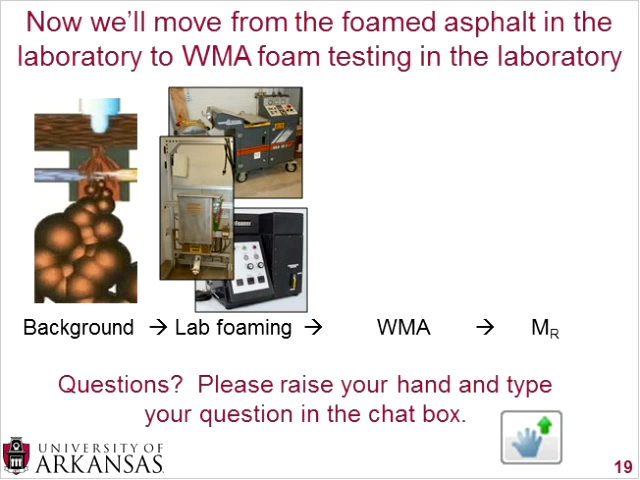 Now we'll move from the foamed asphalt in the
laboratory to WMA foam testing in the laboratory
Background → Lab foaming → WMA → MR
Questions? Please raise your hand and type
your question in the chat box.
UNIVERSITY OF
ARKANSAS
19